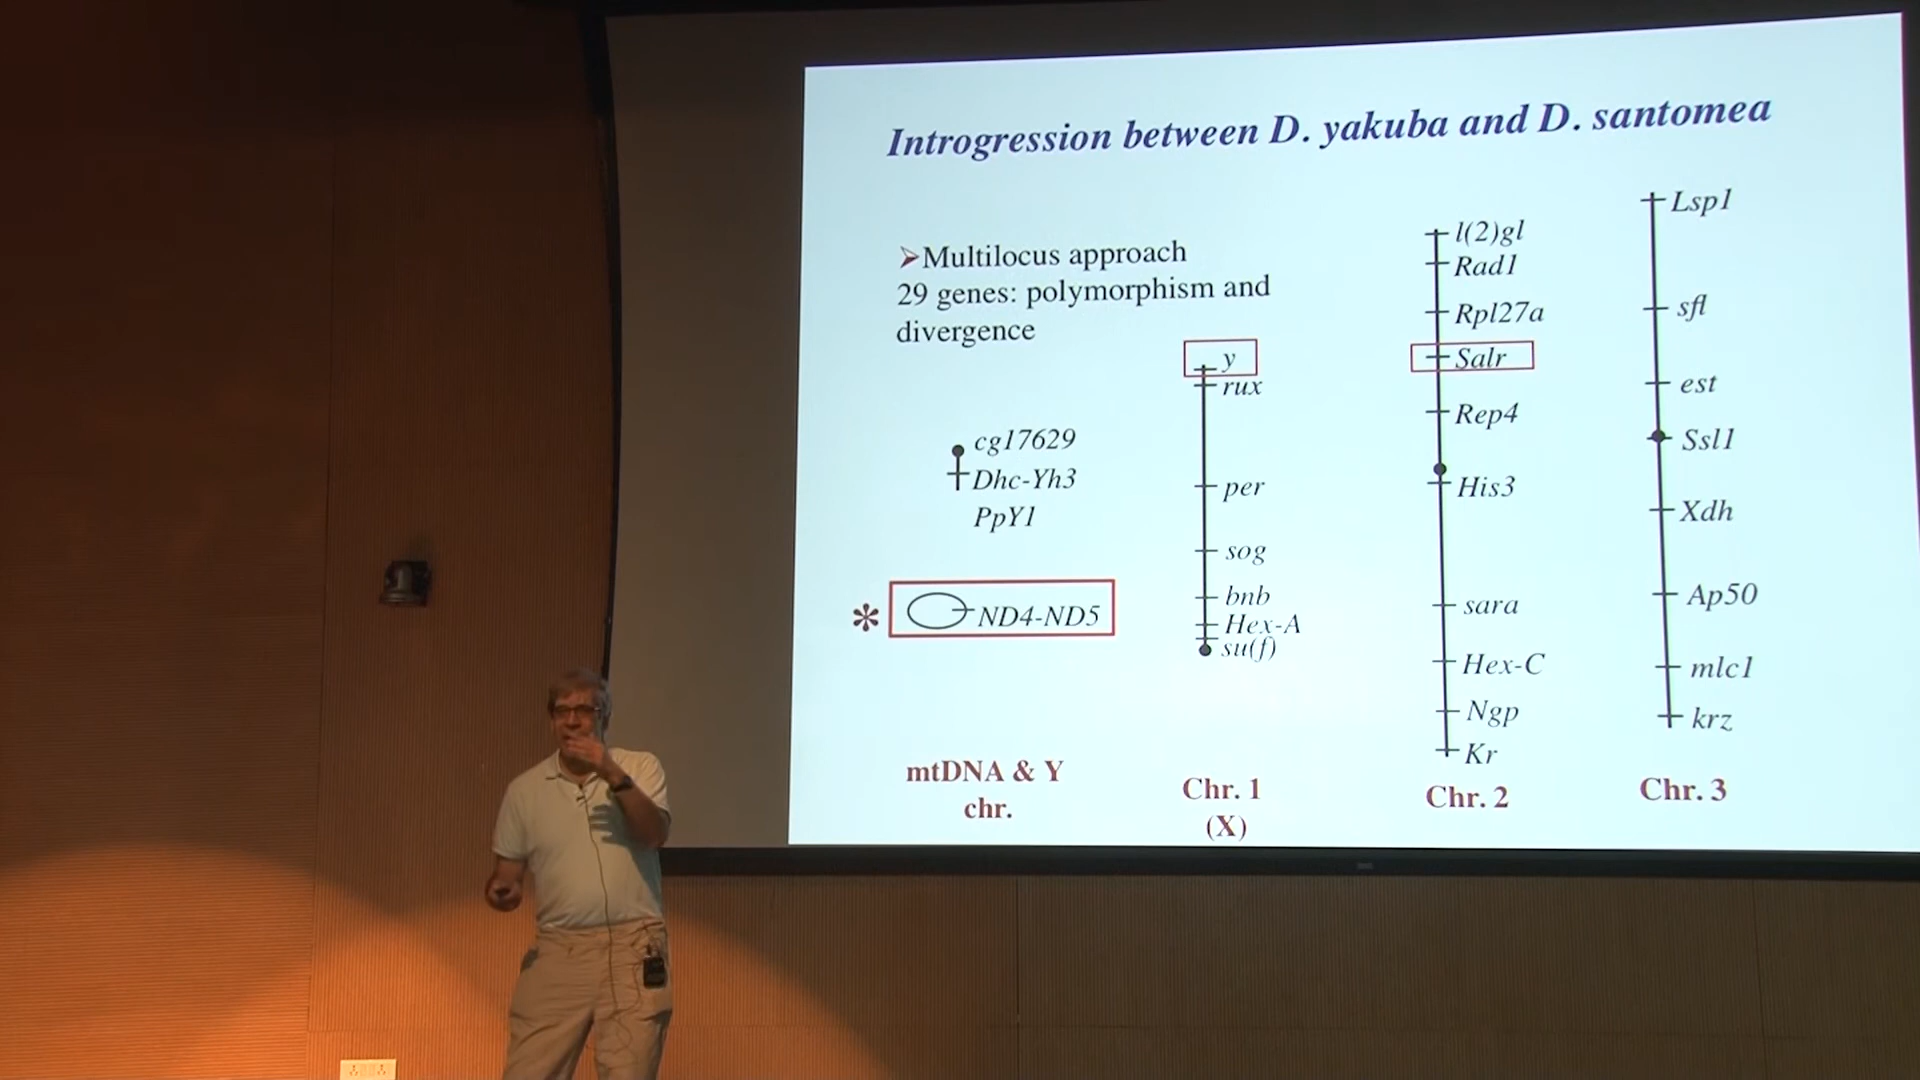 Introgression between D. yakuba and D. santomea
➢Multilocus approach
29 genes: polymorphism and
divergence
cg17629
Dhc-Yh3
PpY1
* ND4-ND5
mtDNA & Y
chr.
y
rux
per
sog
bnb
Hex-A
su(f)
Chr. 1
(X)
l(2)gl
Rad1
Rpl27a
Salr
Rep4
His3
sara
Hex-C
Ngp
Kr
Chr. 2
Lsp1
sfl
est
Ssl1
Xdh
Ap50
mlc1
krz
Chr. 3